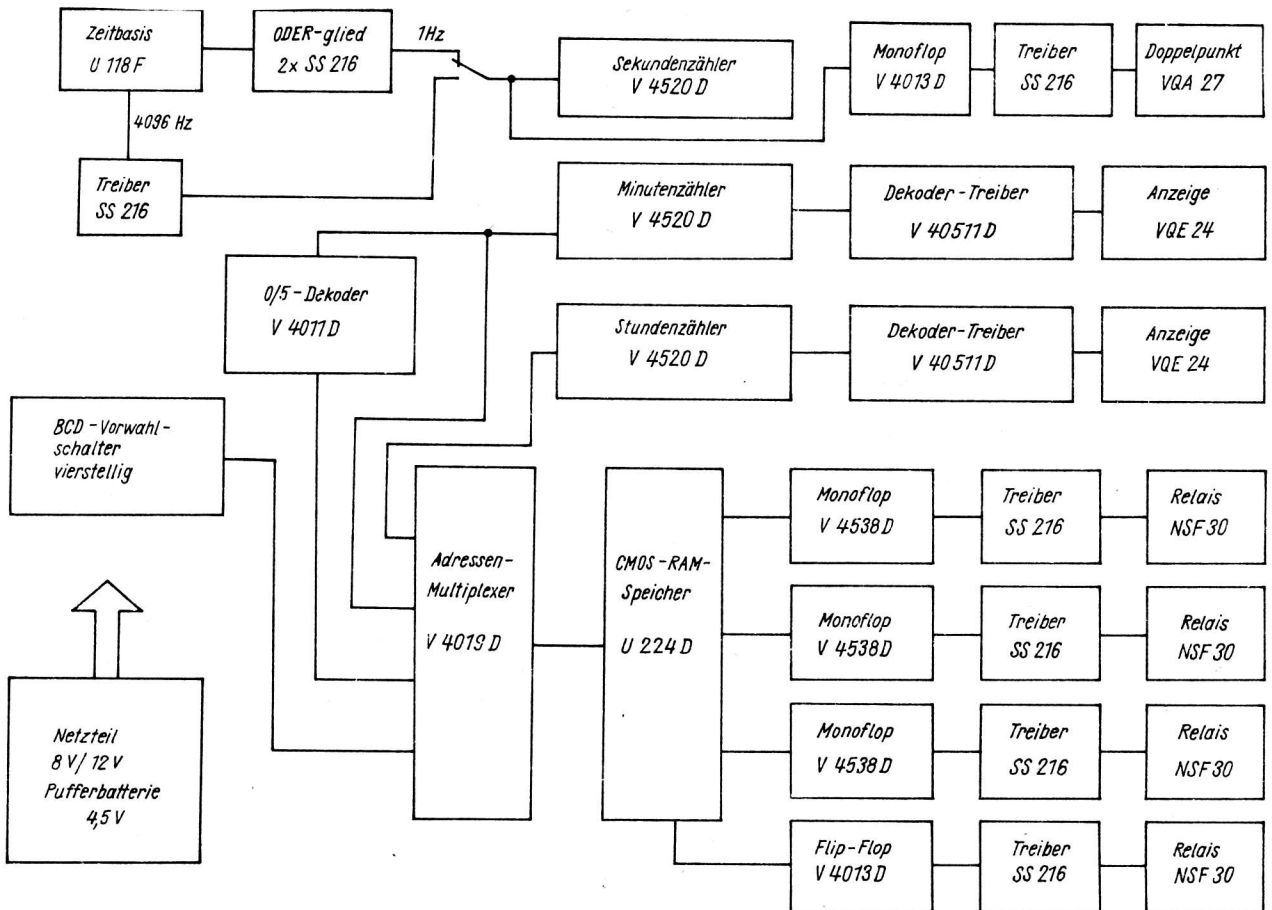 Zeitbasis
U 118 F
ODER-glied
2x SS 216
1Hz
Sekundenzähler
V 4520 D
Monoflop
V 4013 D
Treiber
SS 216
Doppelpunkt
VQA 27
4096 Hz
Treiber
SS 216
Minutenzähler
V 4520 D
Dekoder-Treiber
V 40511 D
Anzeige
VQE 24
0/5-Dekoder
V 4011 D
Stundenzähler
V 4520 D
Dekoder-Treiber
V 40511 D
Anzeige
VQE 24
BCD-Vorwahl-
schalter
vierstellig
Adressen-
Multiplexer
V 4019 D
CMOS-RAM-
Speicher
U 224 D
Monoflop
V 4538 D
Treiber
SS 216
Relais
NSF 30
Monoflop
V 4538 D
Treiber
SS 216
Relais
NSF 30
Netzteil
8 V/ 12 V
Pufferbatterie
4,5 V
Monoflop
V 4538 D
Treiber
SS 216
Relais
NSF 30
Flip-Flop
V 4013 D
Treiber
SS 216
Relais
NSF 30